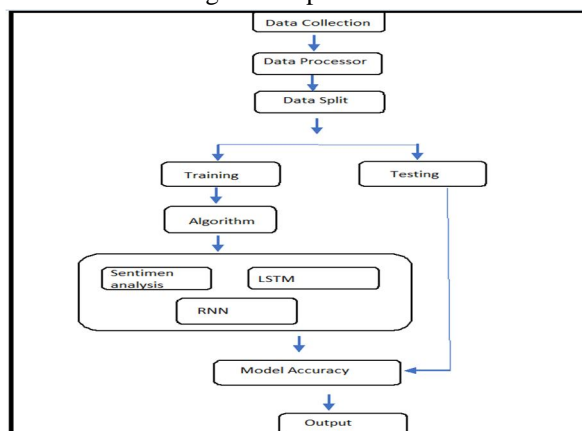 Data Collection
Data Processor
Data Split
Training
Testing
Algorithm
Sentimen
analysis
LSTM
RNN
Model Accuracy
Output